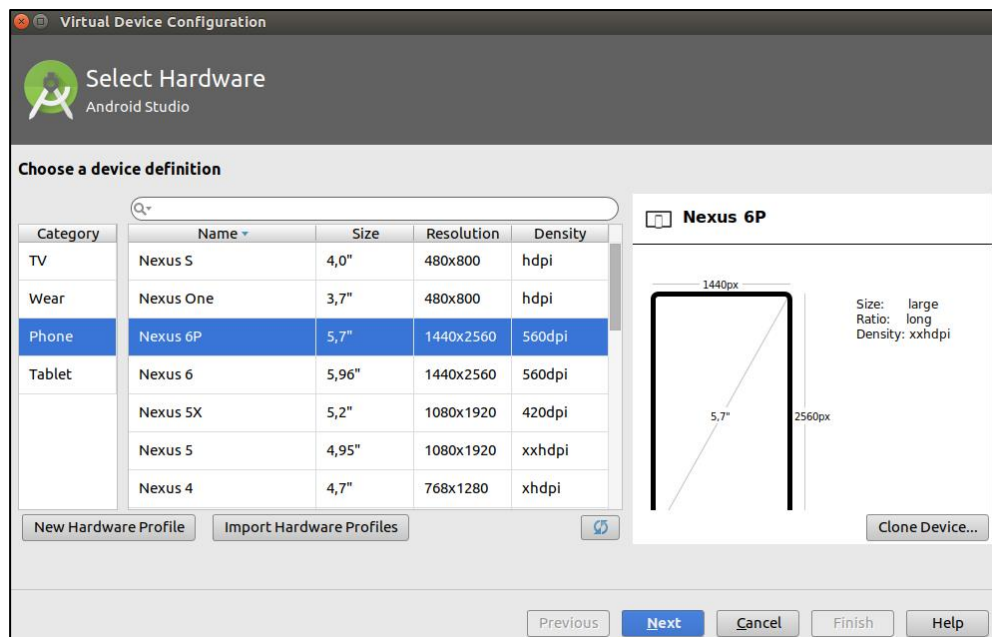 Virtual Device Configuration
Select Hardware
Android Studio
Choose a device definition
Category
TV
Wear
Phone
Tablet
Name Size Resolution Density
Nexus S 4,0" 480x800 hdpi
Nexus One 3,7" 480x800 hdpi
Nexus 6P 5,7" 1440x2560 560dpi
Nexus 6 5,96" 1440x2560 560dpi
Nexus 5X 5,2" 1080x1920 420dpi
Nexus 5 4,95" 1080x1920 xxhdpi
Nexus 4 4,7" 768x1280 xhdpi
New Hardware Profile Import Hardware Profiles
Nexus 6P
1440px
Size: large
Ratio: long
Density: xxhdpi
5,7"
2560px
Clone Device...
Previous Next Cancel Finish Help